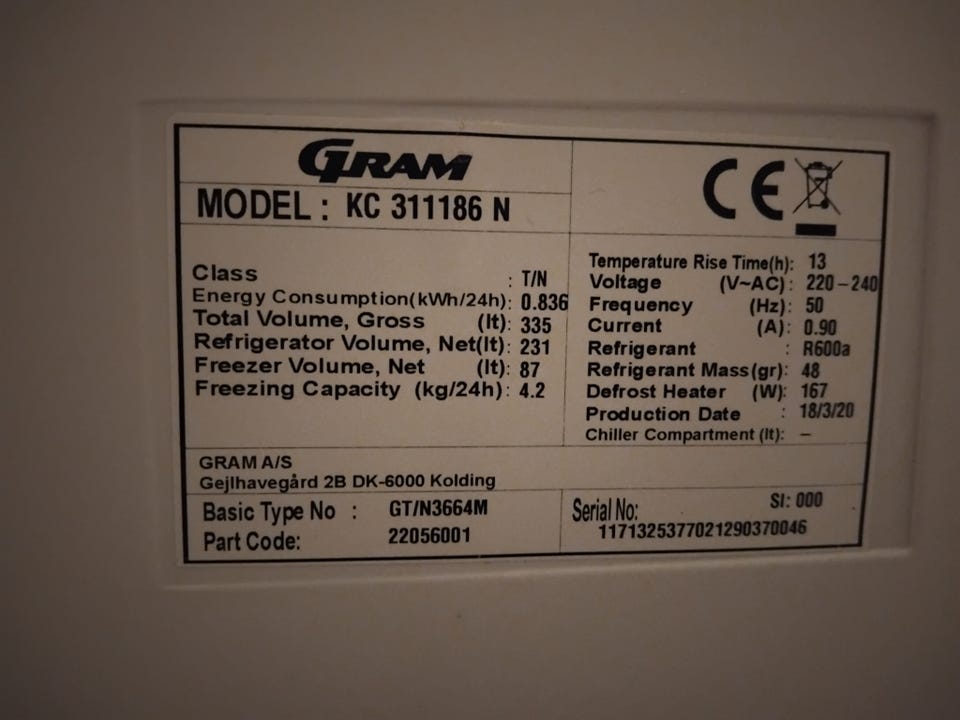 GRAM
MODEL : KC 311186 N
CE
Class : T/N
Energy Consumption(kWh/24h): 0.836
Total Volume, Gross (lt): 335
Refrigerator Volume, Net(lt): 231
Freezer Volume, Net (lt): 87
Freezing Capacity (kg/24h): 4.2
Temperature Rise Time(h): 13
Voltage (V~AC): 220-240
Frequency (Hz): 50
Current (A): 0.90
Refrigerant : R600a
Refrigerant Mass(gr): 48
Defrost Heater (W): 167
Production Date : 18/3/20
Chiller Compartment (lt): –
GRAM A/S
Gejlhavegård 2B DK-6000 Kolding
Basic Type No : GT/N3664M
Part Code: 22056001
Serial No: SI: 000
1171325377021290370046